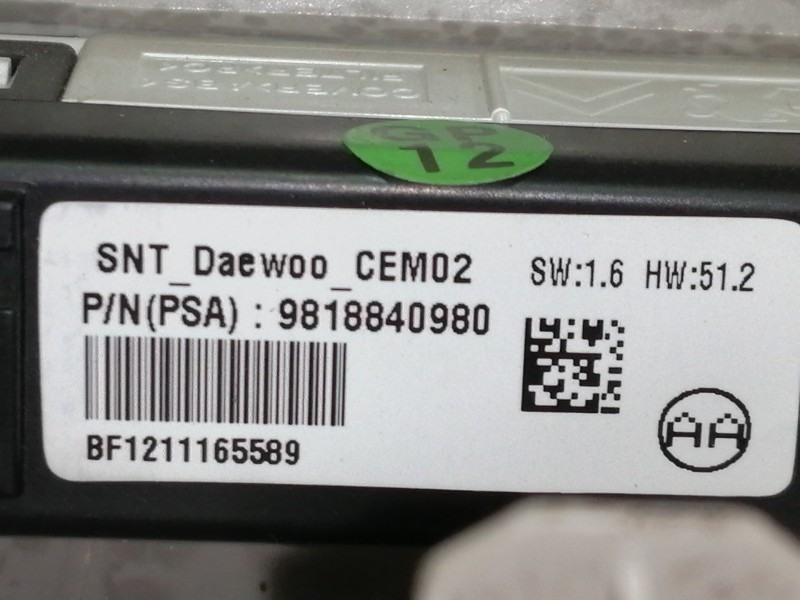 GP
12
SNT_Daewoo_CEM02
SW:1.6 HW:51.2
P/N(PSA) : 9818840980
BF1211165589
AA